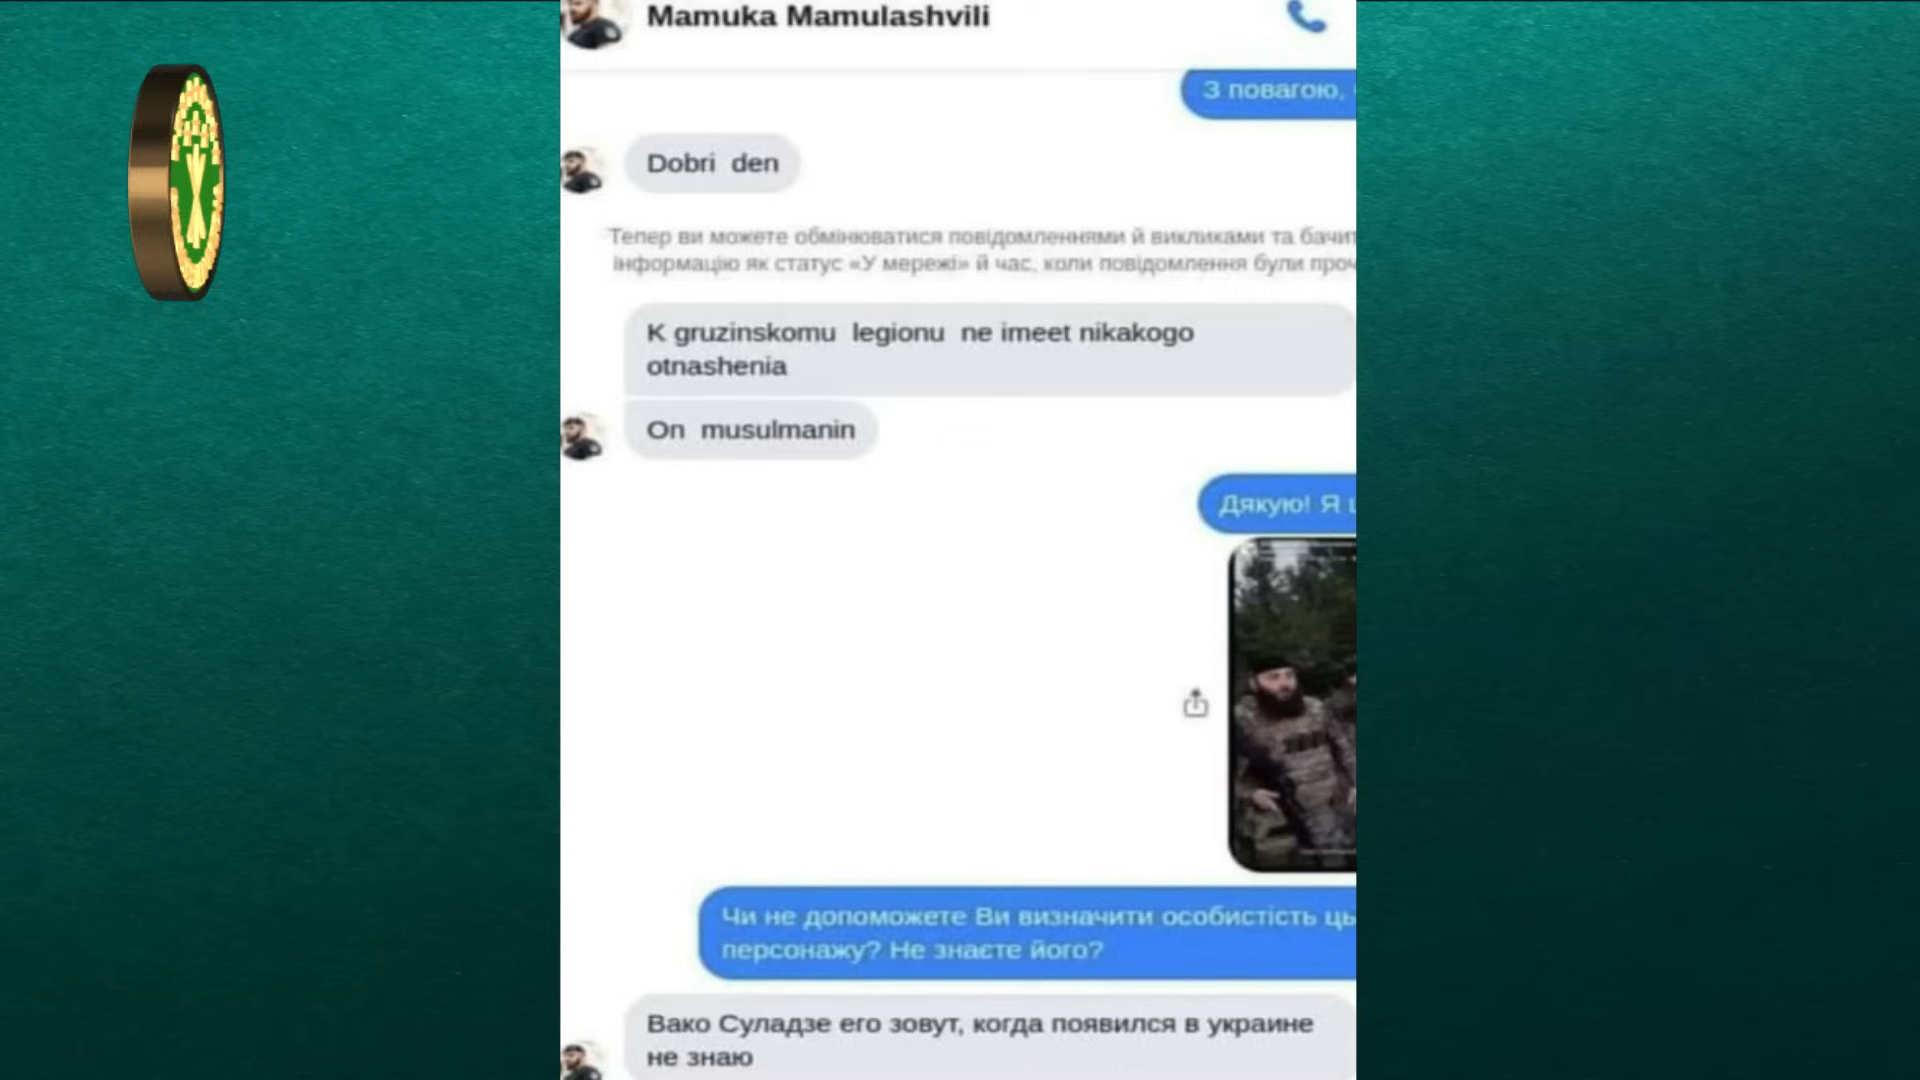 Mamuka Mamulashvili
З повагою,
Dobri den
Тепер ви можете обмінюватися повідомленнями й викликами та бачит
інформацію як статус «У мережі» й час, коли повідомлення були проч
K gruzinskomu legionu ne imeet nikakogo
otnashenia
On musulmanin
Дякую! Я
Чи не допоможете Ви визначити особистість ць
персонажу? Не знаєте його?
Вако Суладзе его зовут, когда появился в украине
не знаю